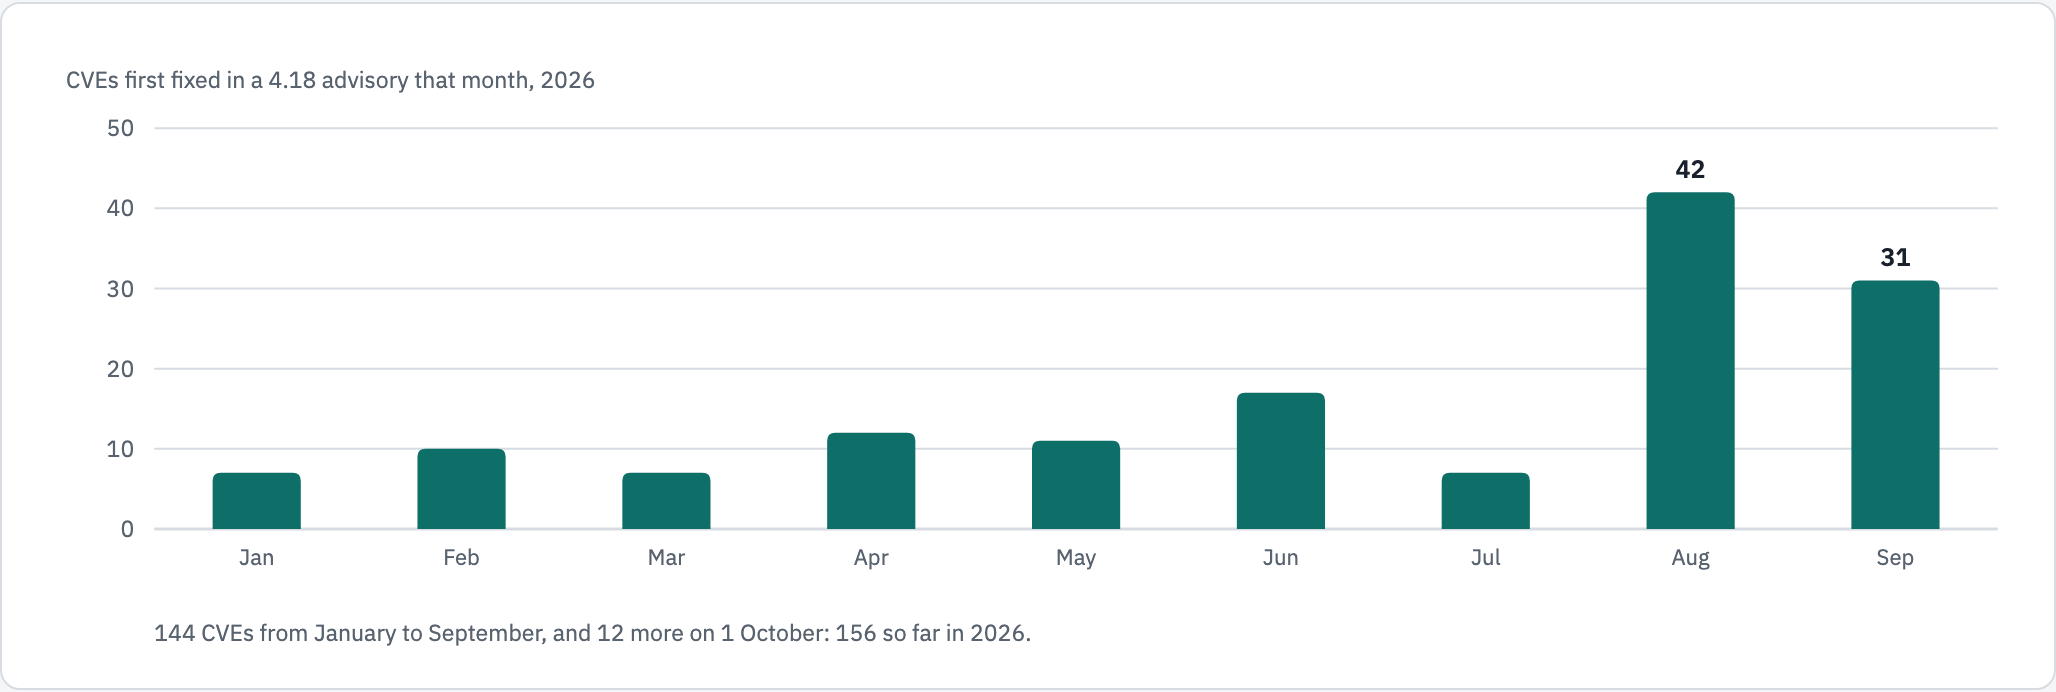 CVEs first fixed in a 4.18 advisory that month, 2026
50
42
40
31
30
20
10
0
Jan Feb Mar Apr May Jun Jul Aug Sep
144 CVEs from January to September, and 12 more on 1 October: 156 so far in 2026.